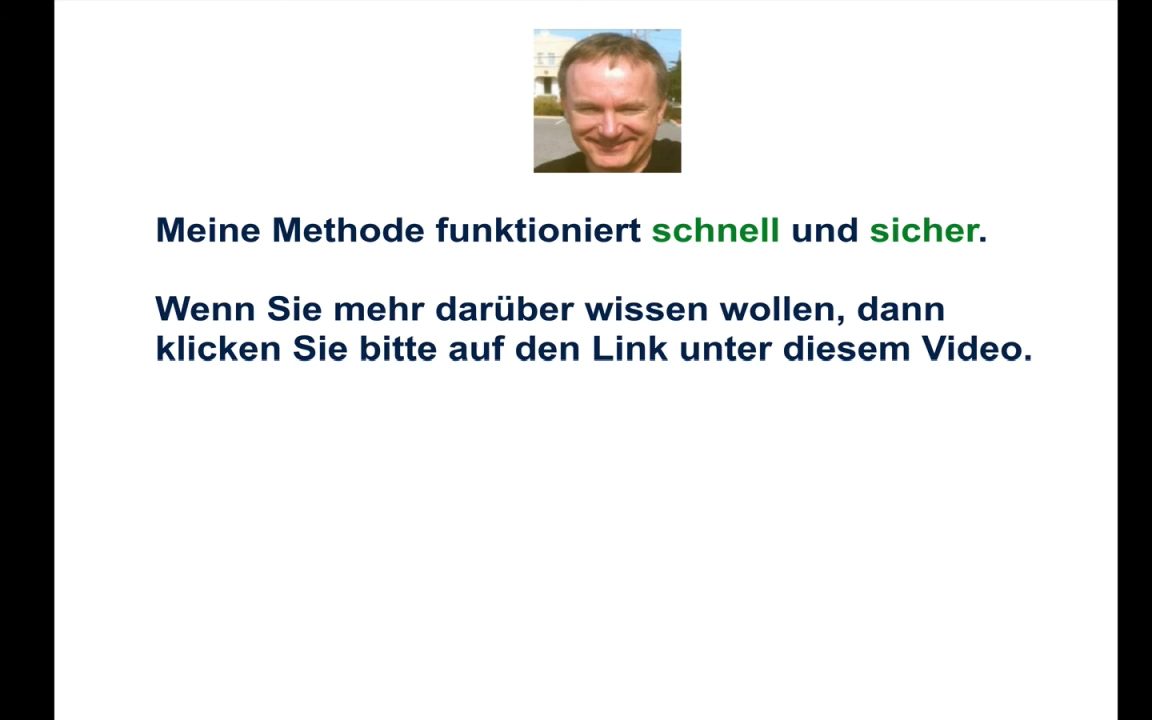 Meine Methode funktioniert schnell und sicher.
Wenn Sie mehr darüber wissen wollen, dann
klicken Sie bitte auf den Link unter diesem Video.